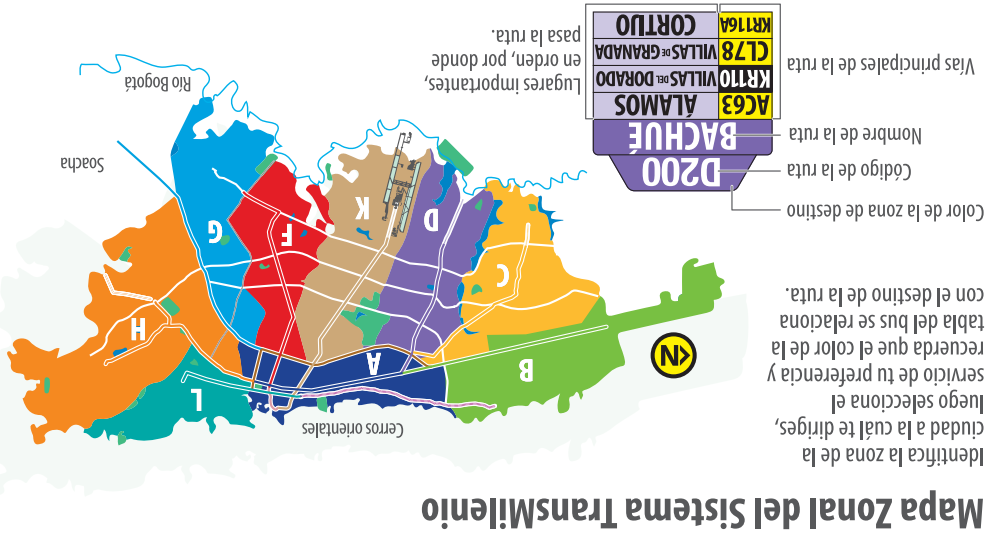 Mapa Zonal del Sistema TransMilenio
Identifica la zona de la
ciudad a la cuál te diriges,
luego selecciona el
servicio de tu preferencia y
recuerda que el color de la
tabla del bus se relaciona
con el destino de la ruta.
N
Cerros orientales
L
A
B
H
C
G
F
K
D
Soacha
Río Bogotá
Color de la zona de destino
Código de la ruta
Nombre de la ruta
Vías principales de la ruta
D200
BACHUÉ
AC63 ÁLAMOS
KR110 VILLAS DEL DORADO
CL78 VILLAS DE GRANADA
KR116A CORTIJO
Lugares importantes,
en orden, por donde
pasa la ruta.